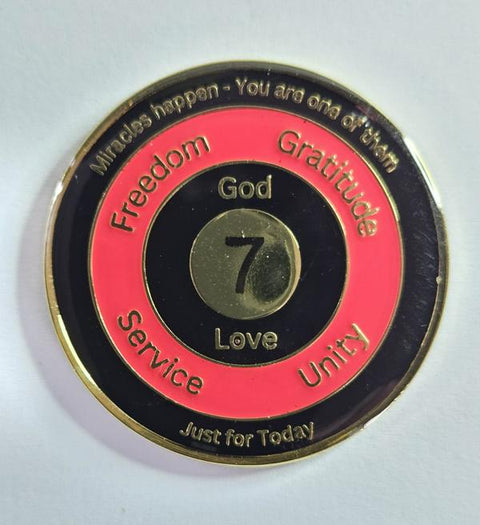 Miracles happen - You are one of them
Freedom
Gratitude
God
7
Love
Service
Unity
Just for Today